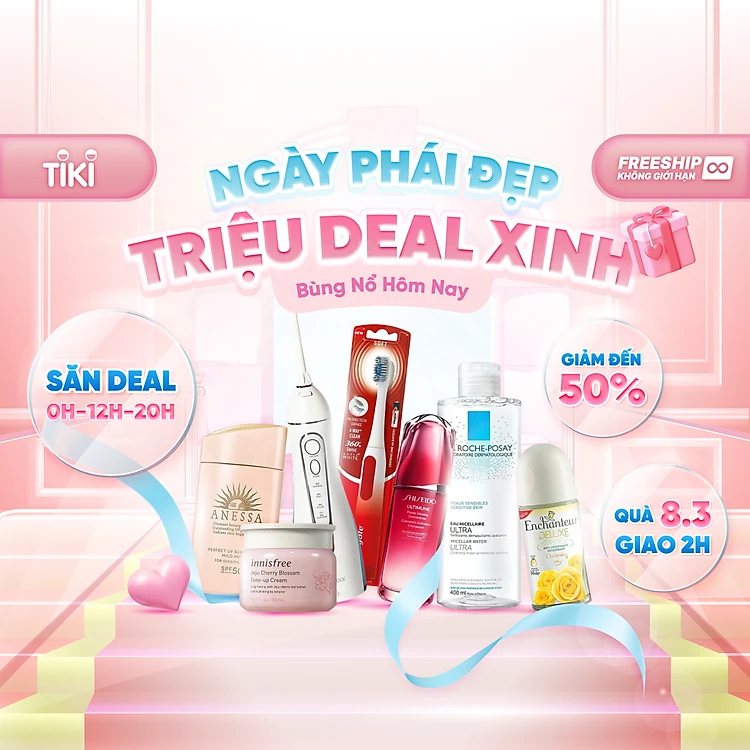 TIKI
FREESHIP
KHÔNG GIỚI HẠN
NGÀY PHÁI ĐẸP
TRIỆU DEAL XINH
Bùng Nổ Hôm Nay
SĂN DEAL
0H-12H-20H
GIẢM ĐẾN
50%
QUÀ 8.3
GIAO 2H
ANESSA
PERFECT UV
SPF50
innisfree
Jeju Cherry Blossom
Tone-up Cream
SOFT
360°
SHISEIDO
ULTIMUNE
ROCHE-POSAY
LABORATOIRE DERMATOLOGIQUE
PEAUX SENSIBLES
SENSITIVE SKIN
EAU MICELLAIRE
ULTRA
MICELLAR WATER
ULTRA
400 ml
Enchanteur
DELUXE